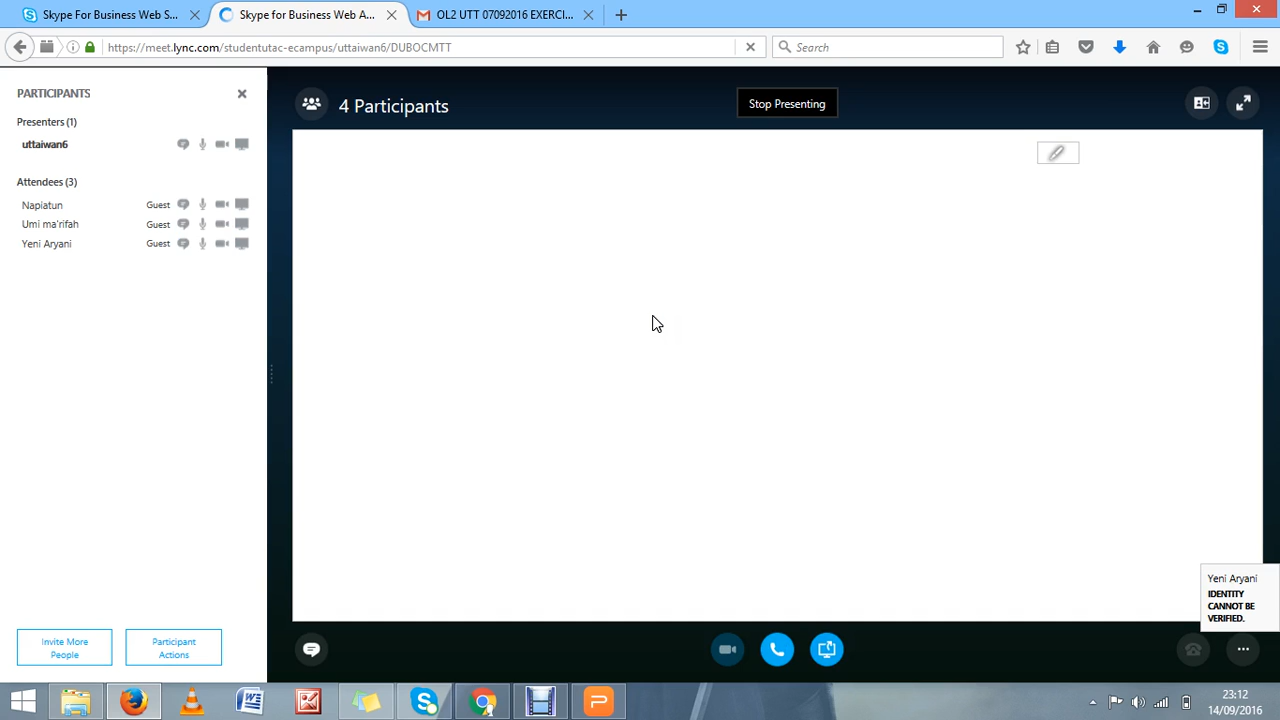 Skype For Business Web S...
Skype for Business Web A...
OL2 UTT 07092016 EXERCI...
https://meet.lync.com/studentutac-ecampus/uttaiwan6/DUBOCMTT
Search
PARTICIPANTS
4 Participants
Stop Presenting
Presenters (1)
uttaiwan6
Attendees (3)
Napiatun Guest
Umi ma'rifah Guest
Yeni Aryani Guest
Yeni Aryani
IDENTITY
CANNOT BE
VERIFIED.
Invite More
People
Participant
Actions
23:12
14/09/2016